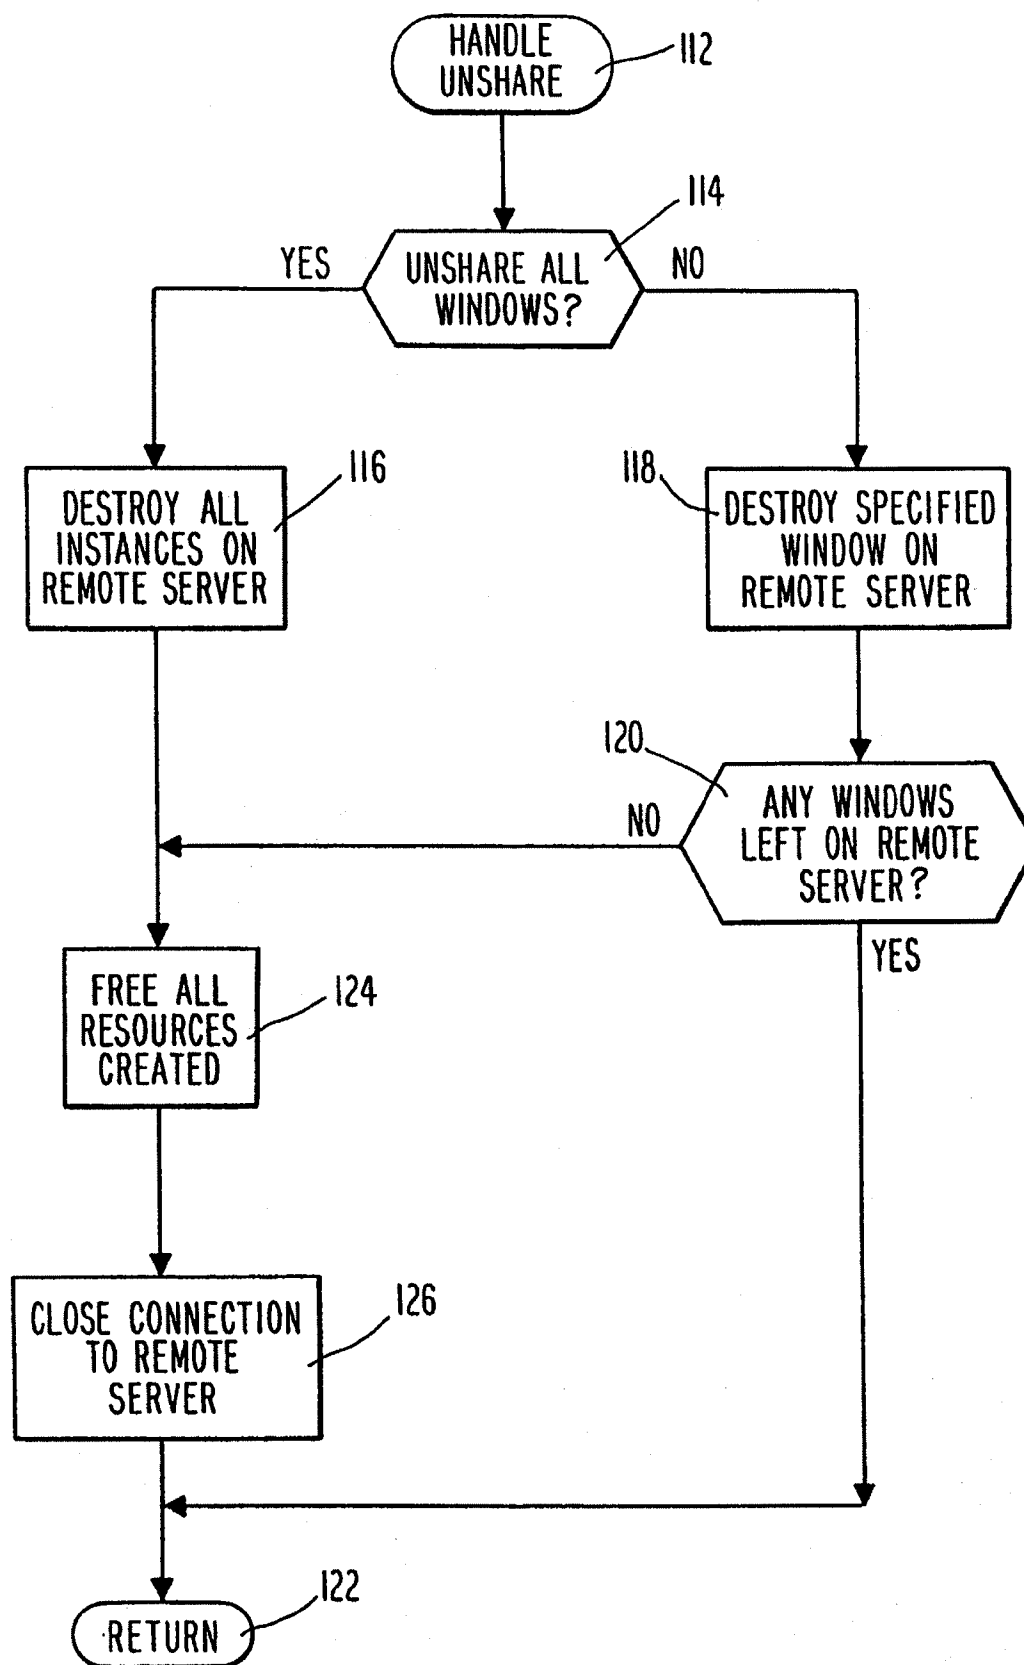 HANDLE
UNSHARE
112
114
UNSHARE ALL
WINDOWS?
YES
NO
116
DESTROY ALL
INSTANCES ON
REMOTE SERVER
118
DESTROY SPECIFIED
WINDOW ON
REMOTE SERVER
120
ANY WINDOWS
LEFT ON REMOTE
SERVER?
NO
YES
FREE ALL
RESOURCES
CREATED
124
CLOSE CONNECTION
TO REMOTE
SERVER
126
RETURN
122